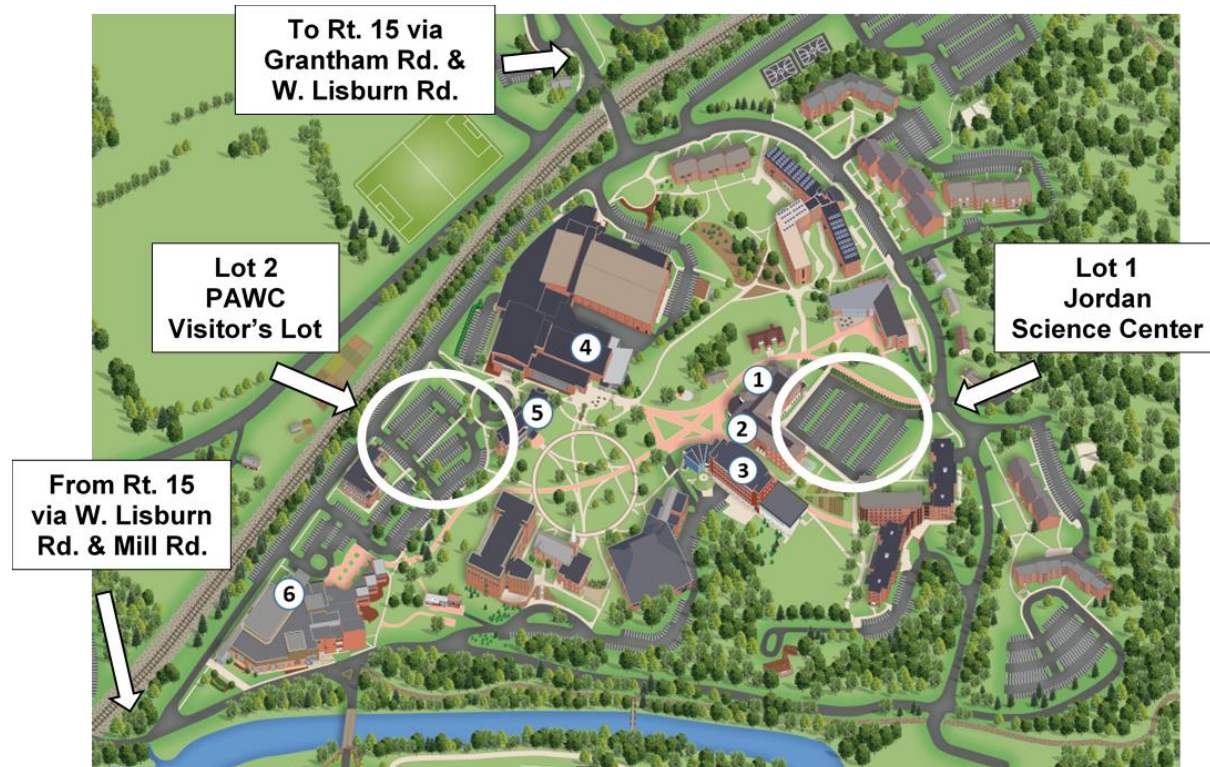 To Rt. 15 via
Grantham Rd. &
W. Lisburn Rd.
Lot 2
PAWC
Visitor's Lot
Lot 1
Jordan
Science Center
From Rt. 15
via W. Lisburn
Rd. & Mill Rd.
1
2
3
4
5
6